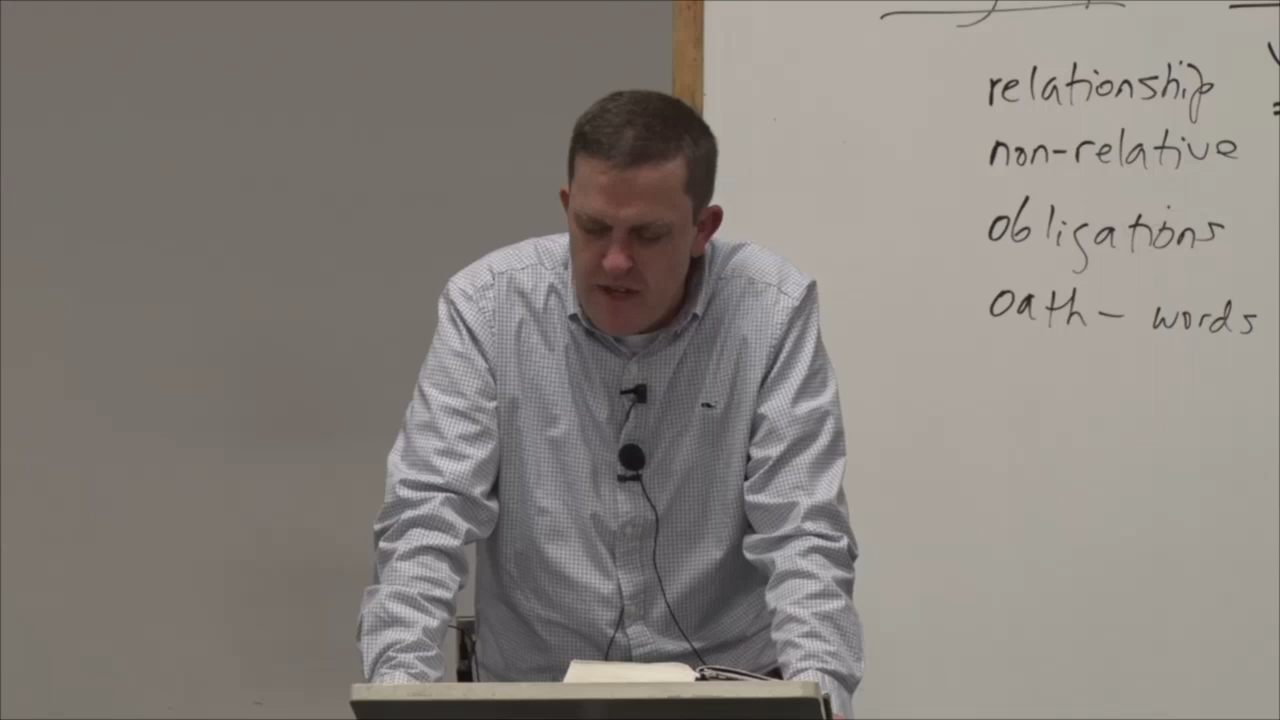 relationship
non-relative
obligations
oath - words